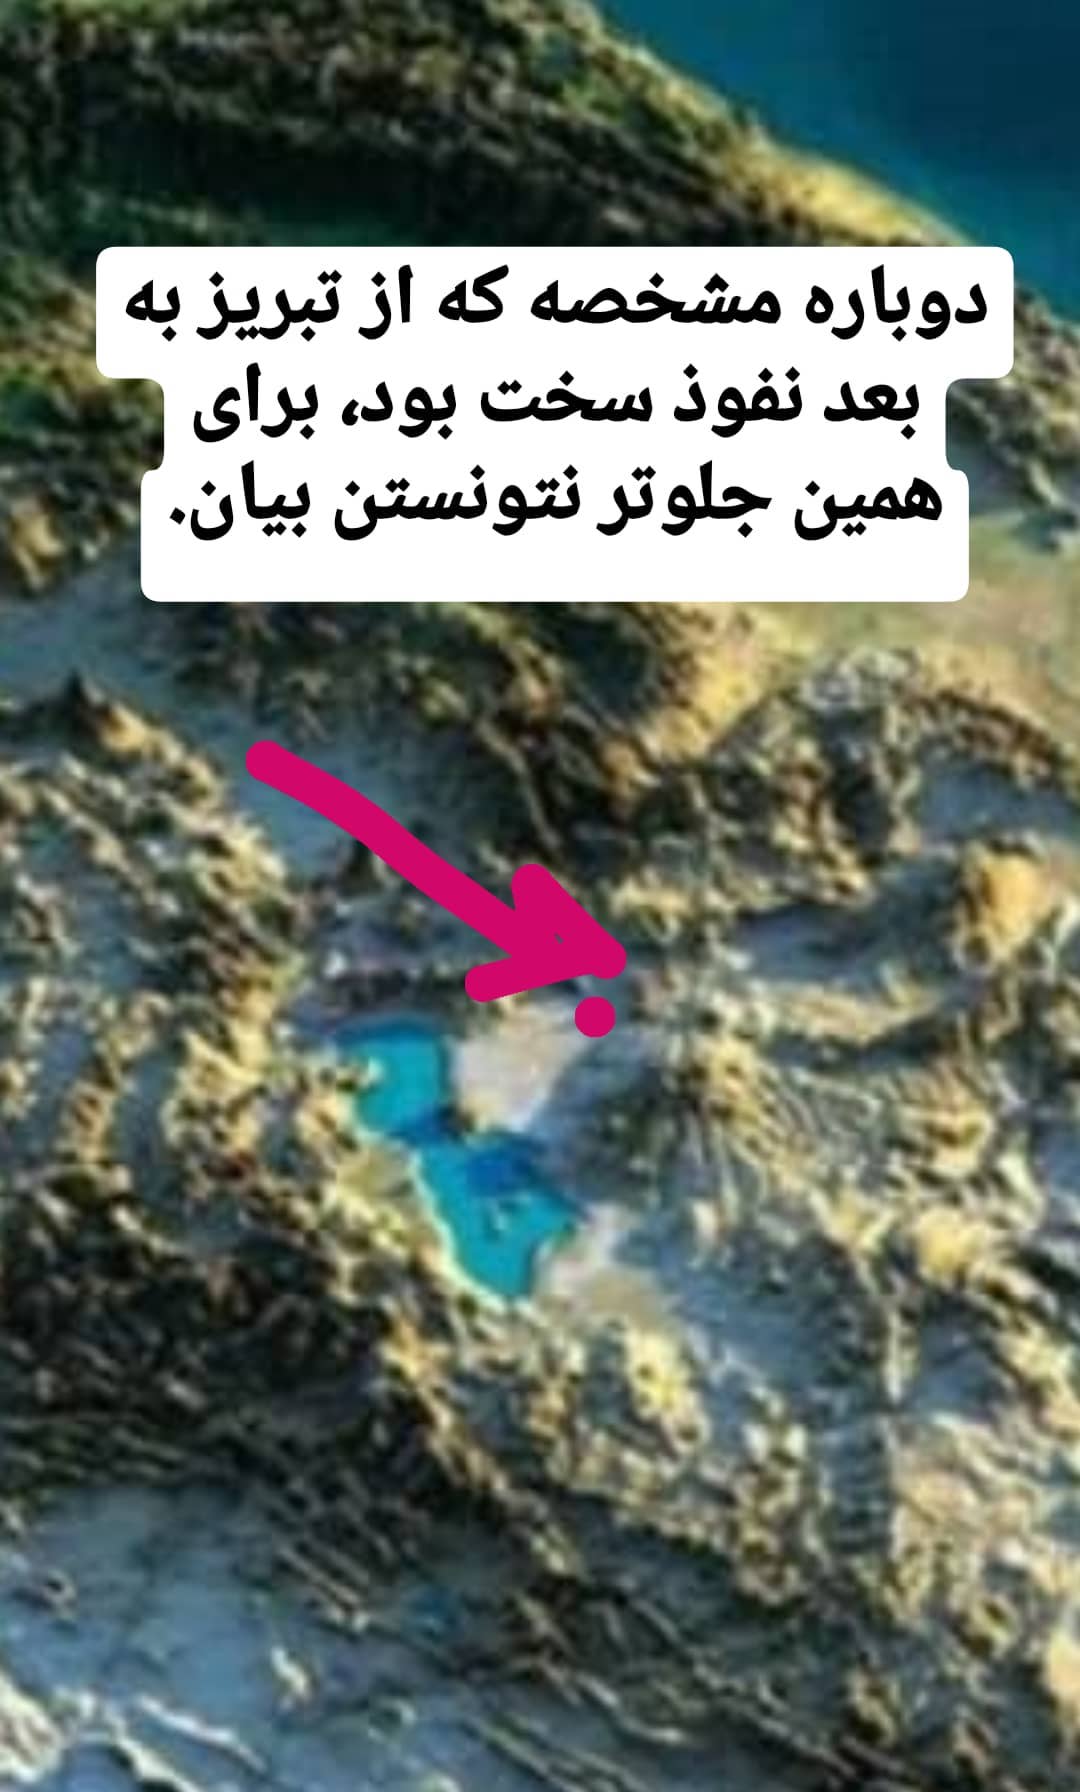 دوباره مشخصه که از تبریز به
بعد نفوذ سخت بود، برای
همین جلوتر نتونستن بیان.